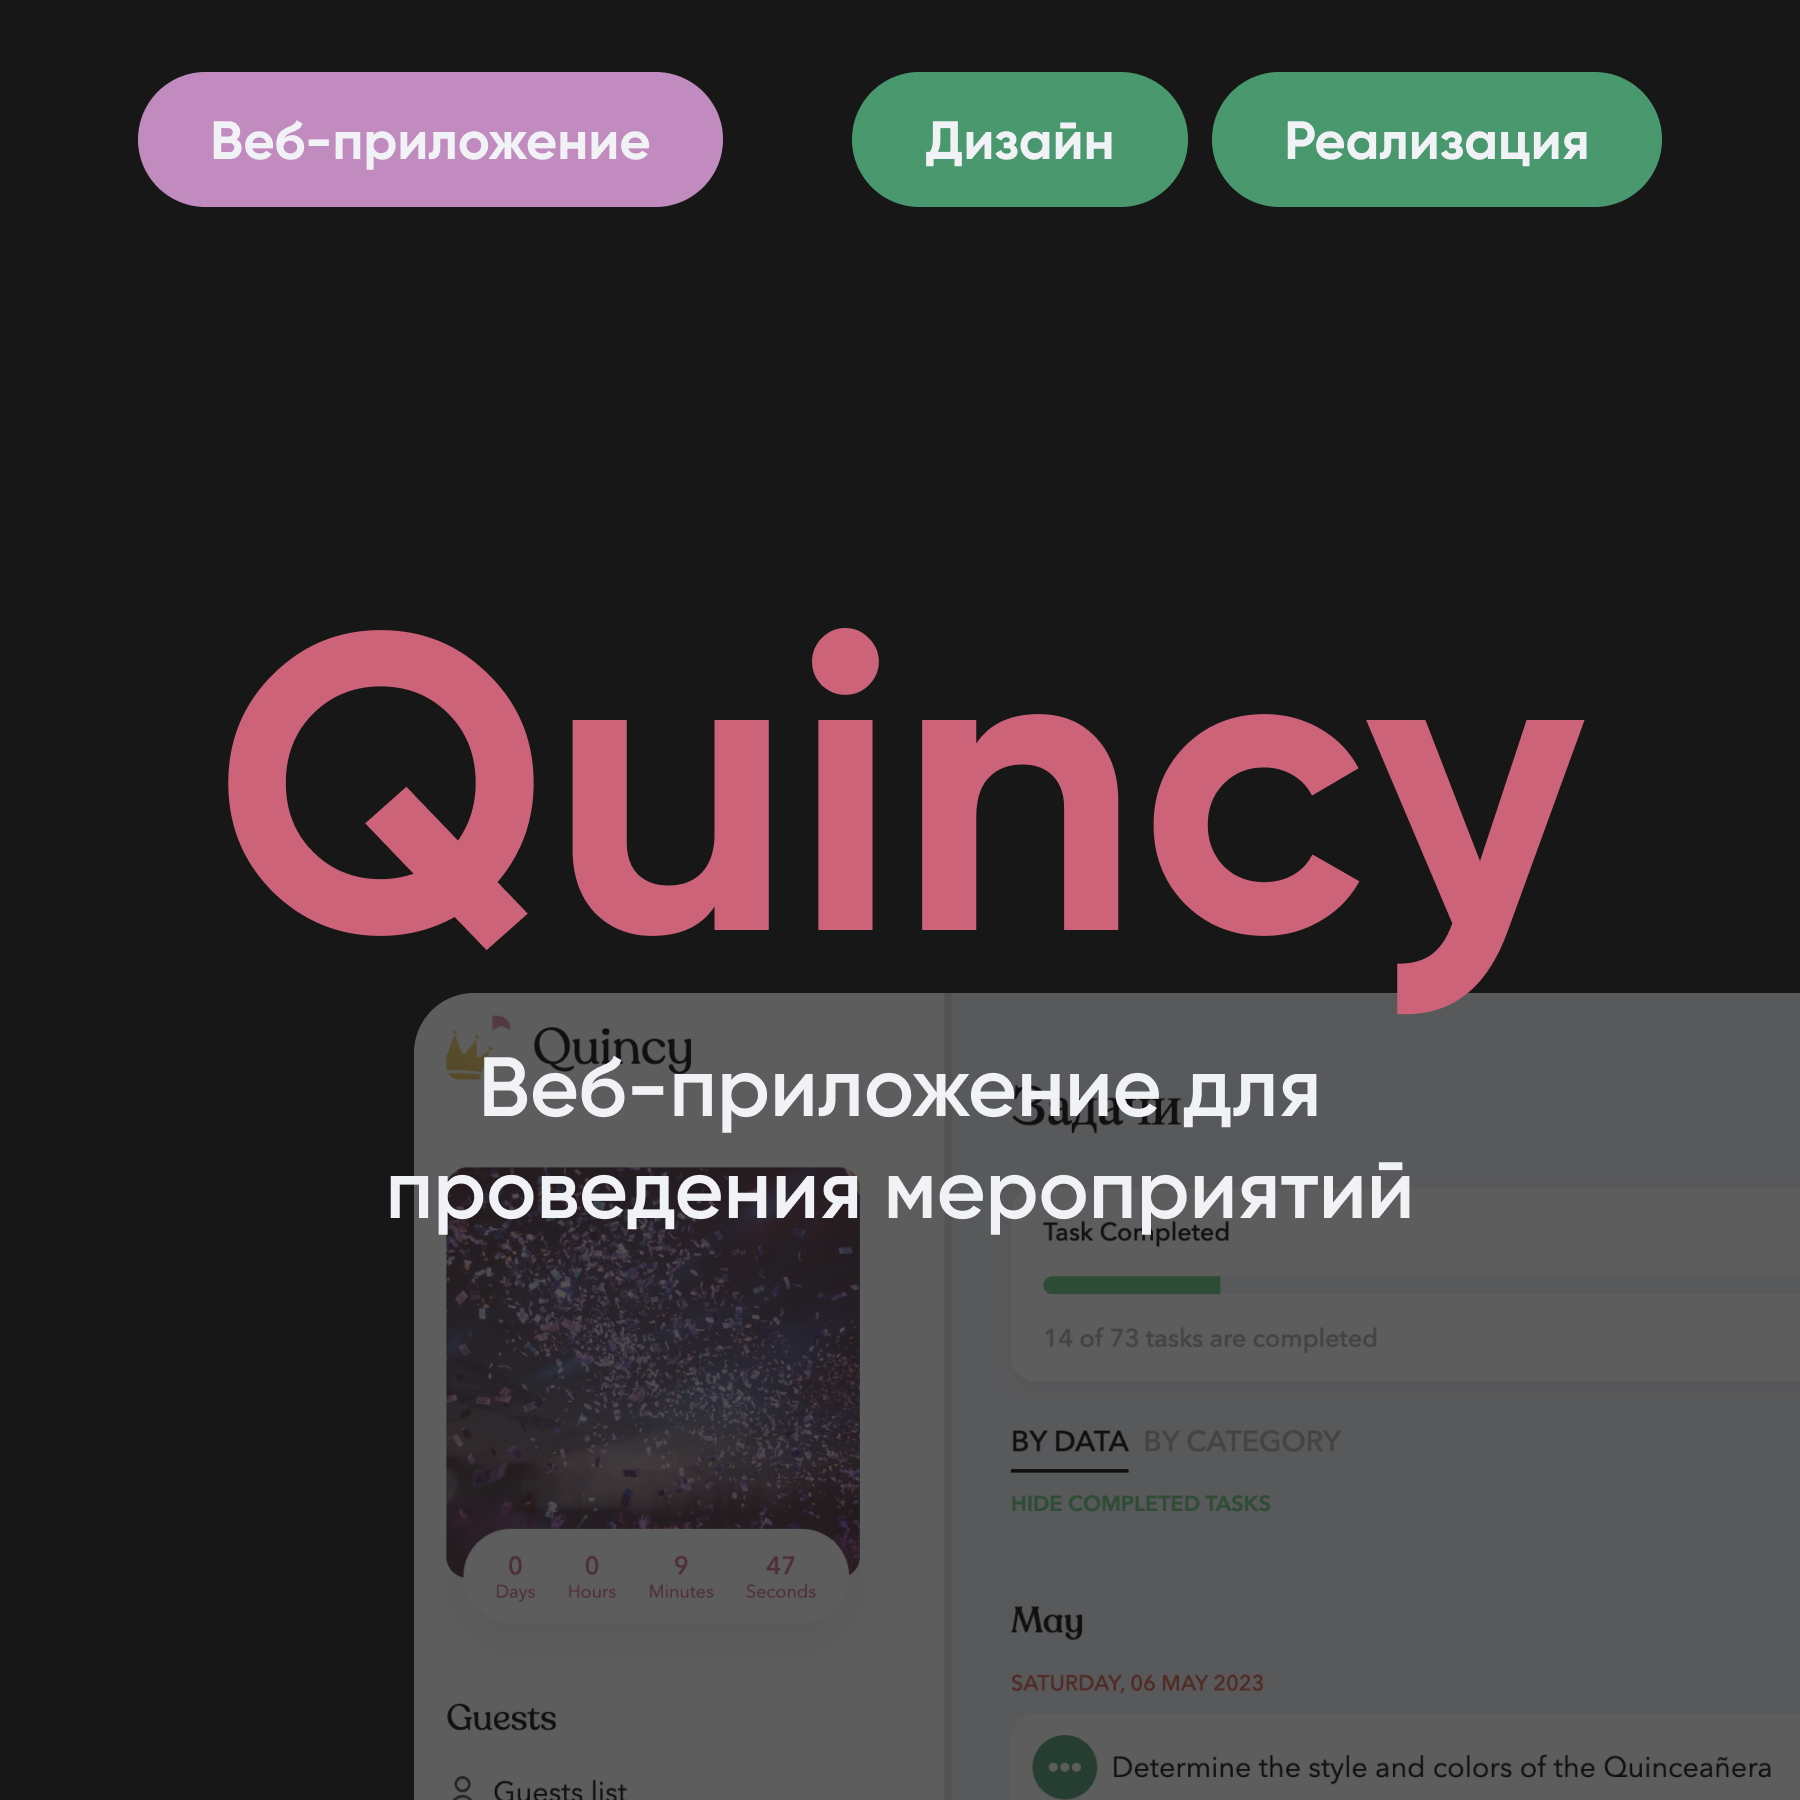 Веб-приложение
Дизайн
Реализация
Quincy
Quincy
Веб-приложение для
проведения мероприятий
Задачи
Task Completed
14 of 73 tasks are completed
BY DATA BY CATEGORY
HIDE COMPLETED TASKS
0 0 9 47
Days Hours Minutes Seconds
May
SATURDAY, 06 MAY 2023
Guests
Determine the style and colors of the Quinceañera
Guests list